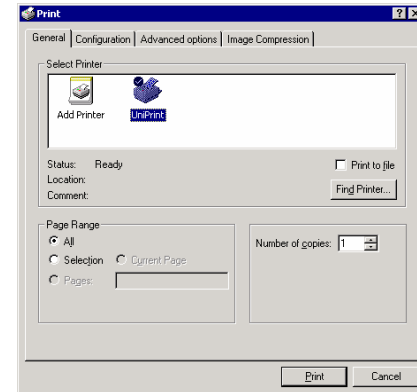 Print
General Configuration Advanced options Image Compression
Select Printer
Add Printer UniPrint
Status: Ready
Print to file
Location:
Comment:
Find Printer...
Page Range
All
Selection Current Page
Pages:
Number of copies: 1
Print Cancel